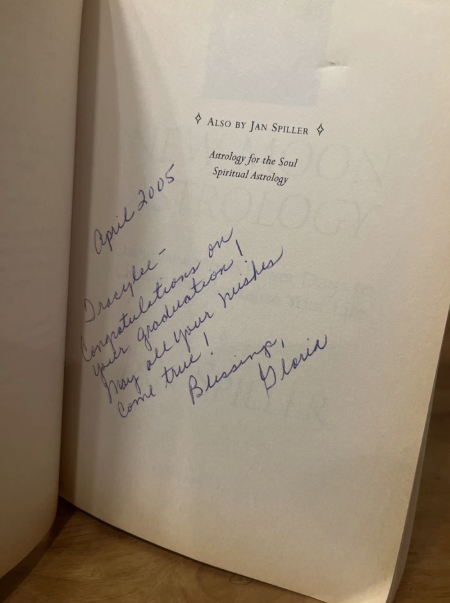 ✧ ALSO BY JAN SPILLER ✧
Astrology for the Soul
Spiritual Astrology
April 2005
Congratulations on
your graduation!
May all your wishes
come true!
Blessings,
Gloria